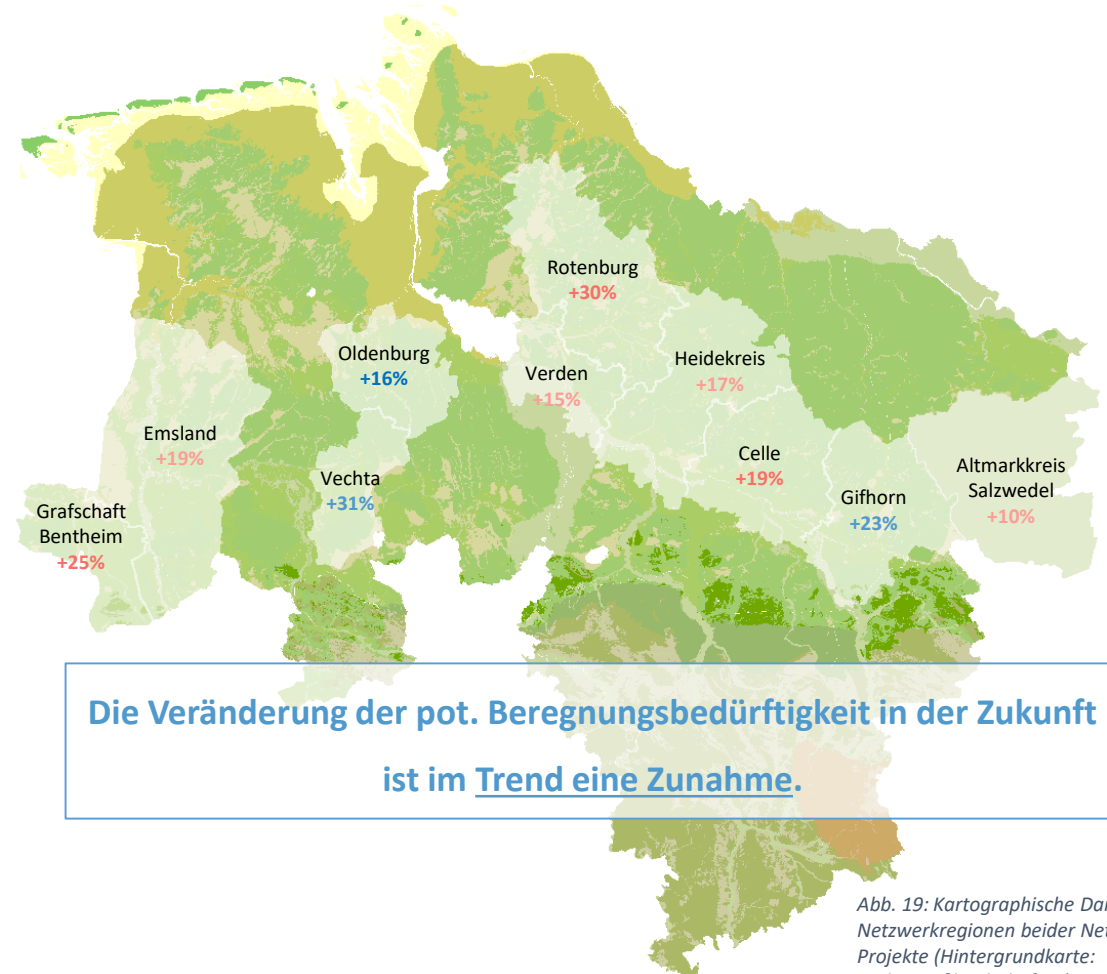 Rotenburg
+30%
Oldenburg
+16%
Verden
+15%
Heidekreis
+17%
Emsland
+19%
Vechta
+31%
Celle
+19%
Gifhorn
+23%
Altmarkkreis
Salzwedel
+10%
Grafschaft
Bentheim
+25%
Die Veränderung der pot. Beregnungsbedürftigkeit in der Zukunft
ist im Trend eine Zunahme.
Abb. 19: Kartographische
Netzwerkregionen beider
Projekte (Hintergrundkarte: